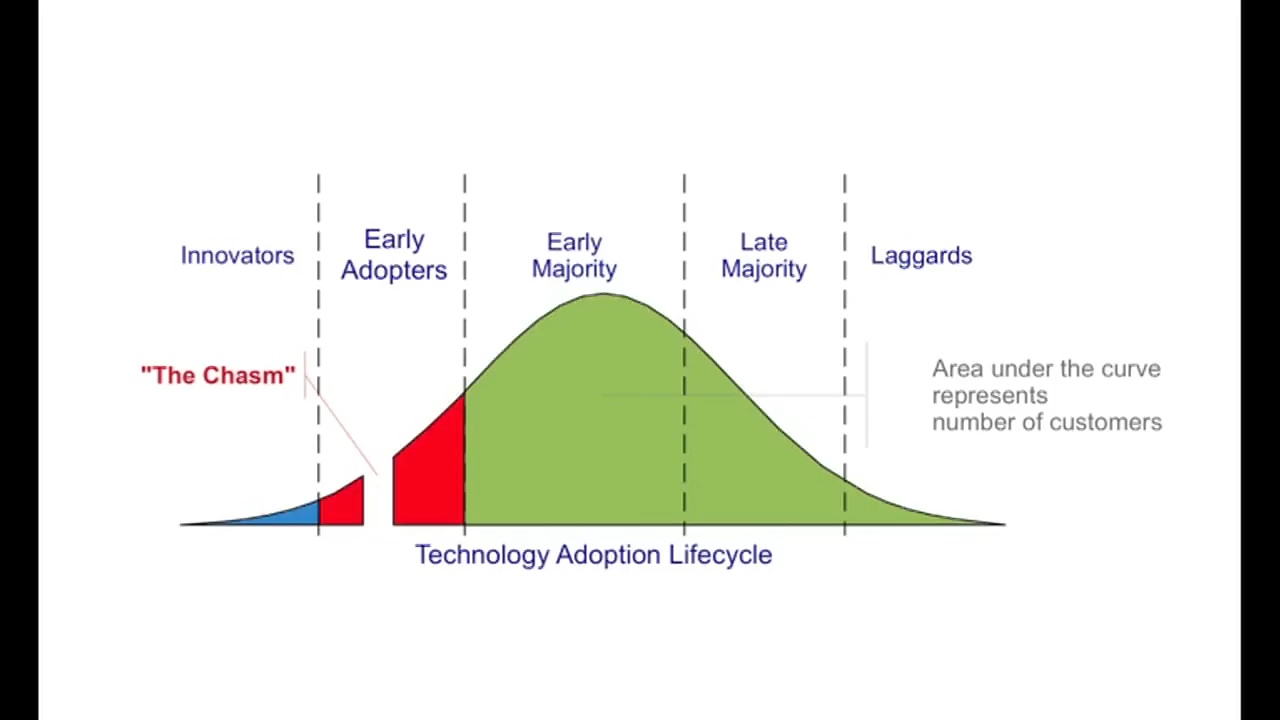 Innovators
Early
Adopters
Early
Majority
Late
Majority
Laggards
"The Chasm"
Area under the curve
represents
number of customers
Technology Adoption Lifecycle